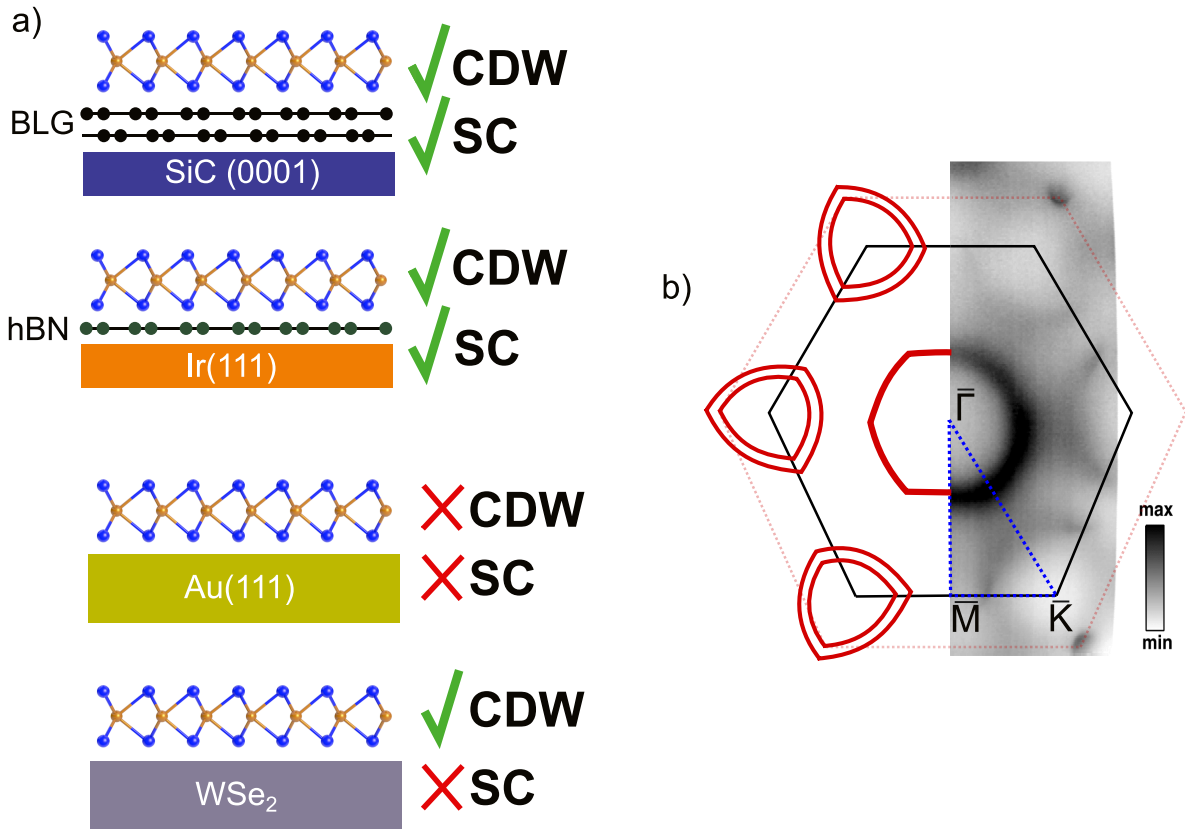 a)
CDW
BLG
SC
SiC (0001)
CDW
hBN
SC
Ir(111)
CDW
Au(111)
SC
CDW
WSe₂
SC
b)
Γ̅
max
min
M̅
K̅